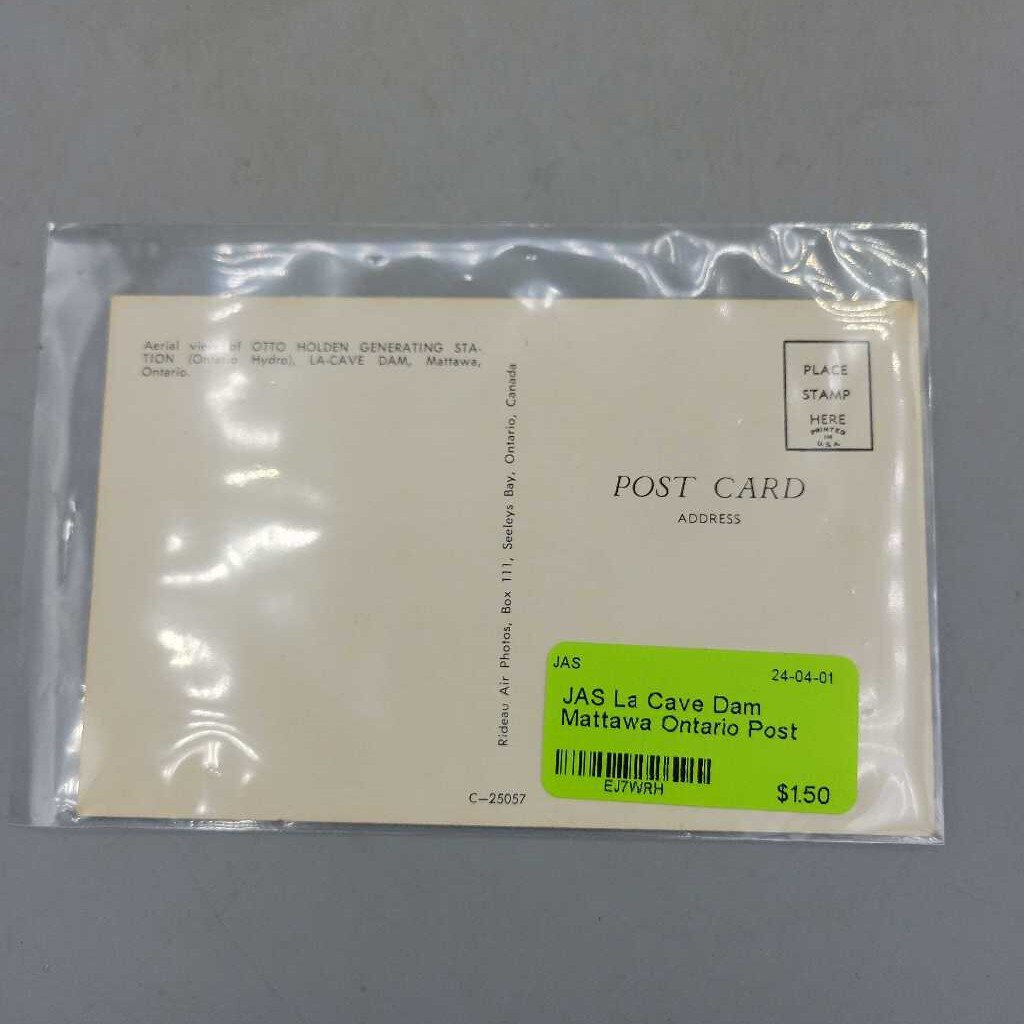 Aerial view of OTTO HOLDEN GENERATING STA-
TION (Ontario Hydro), LA-CAVE DAM, Mattawa,
Ontario.
Rideau Air Photos, Box 111, Seeleys Bay, Ontario, Canada
C-25057
PLACE
STAMP
HERE
PRINTED
IN
U.S.A
POST CARD
ADDRESS
JAS
24-04-01
JAS La Cave Dam
Mattawa Ontario Post
EJ7WRH
$1.50